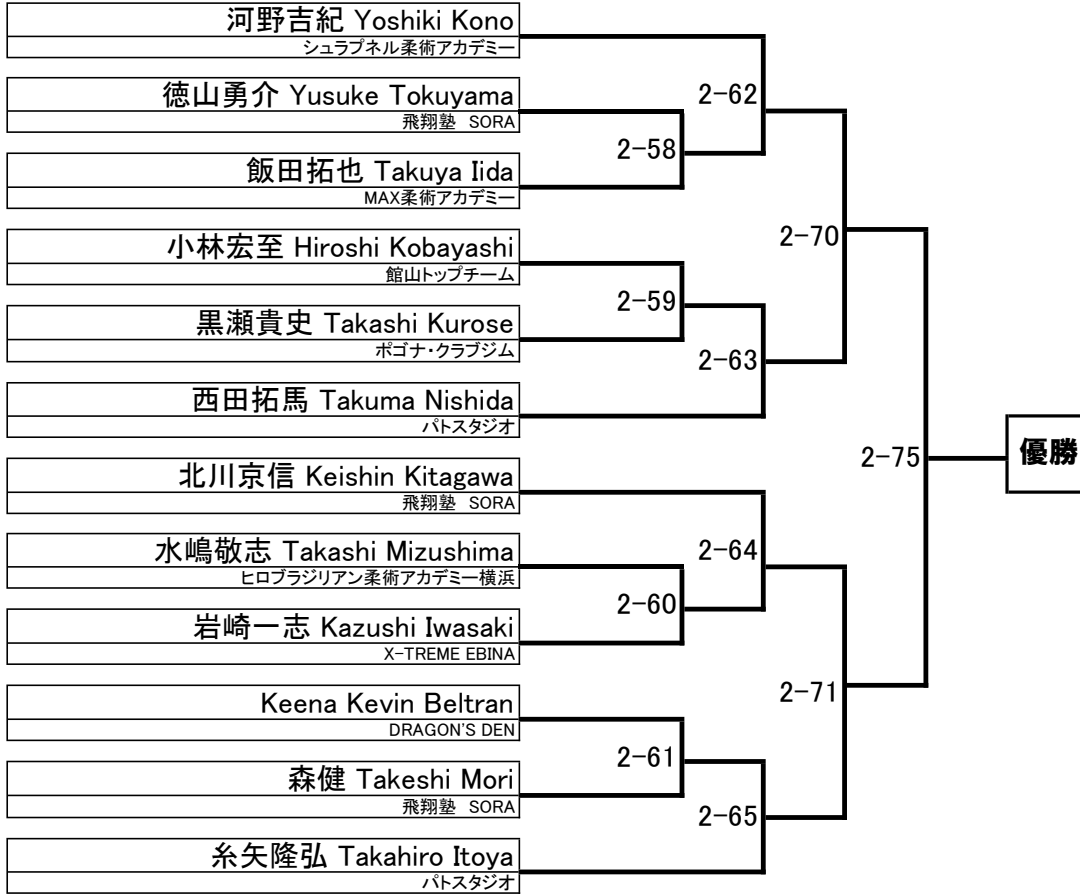 河野吉紀 Yoshiki Kono
シュラプネル柔術アカデミー
徳山勇介 Yusuke Tokuyama
飛翔塾　SORA
飯田拓也 Takuya Iida
MAX柔術アカデミー
小林宏至 Hiroshi Kobayashi
館山トップチーム
黒瀬貴史 Takashi Kurose
ポゴナ・クラブジム
西田拓馬 Takuma Nishida
パトスタジオ
北川京信 Keishin Kitagawa
飛翔塾　SORA
水嶋敬志 Takashi Mizushima
ヒロブラジリアン柔術アカデミー横浜
岩崎一志 Kazushi Iwasaki
X-TREME EBINA
Keena Kevin Beltran
DRAGON'S DEN
森健 Takeshi Mori
飛翔塾　SORA
糸矢隆弘 Takahiro Itoya
パトスタジオ
2-58
2-59
2-60
2-61
2-62
2-63
2-64
2-65
2-70
2-71
2-75
優勝